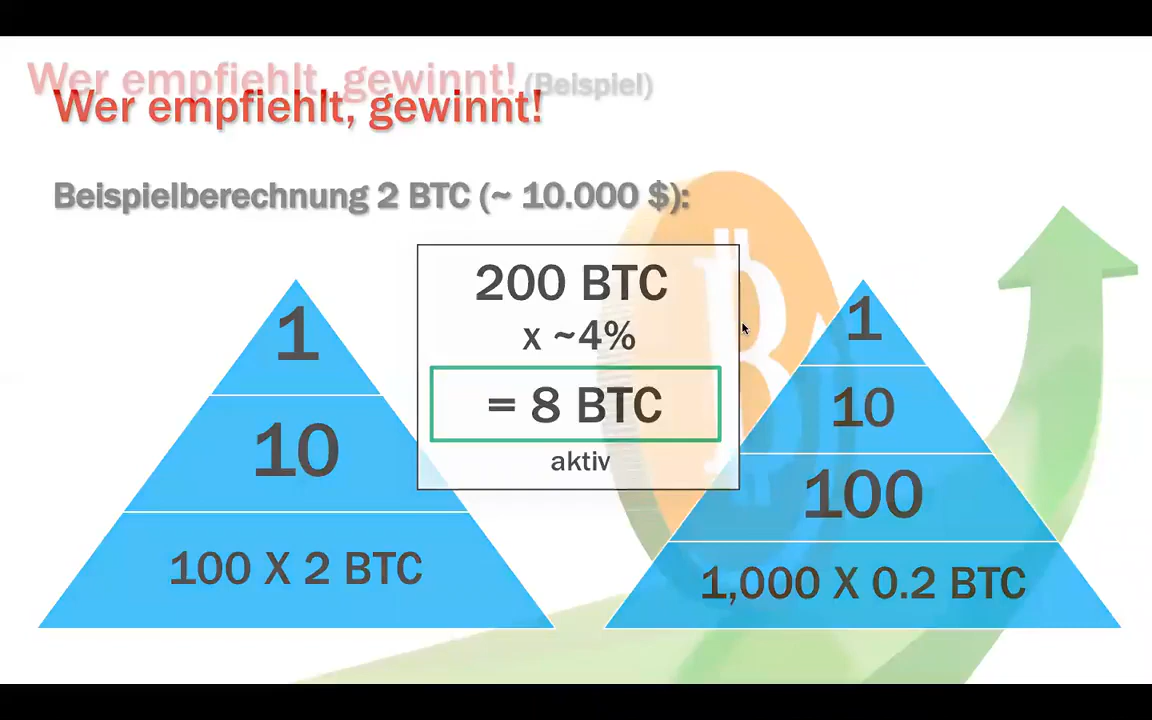 Wer empfiehlt, gewinnt! (Beispiel)
Wer empfiehlt, gewinnt!
Beispielberechnung 2 BTC (~ 10.000 $):
1
10
100 X 2 BTC
200 BTC
x ~4%
= 8 BTC
aktiv
1
10
100
1,000 X 0.2 BTC